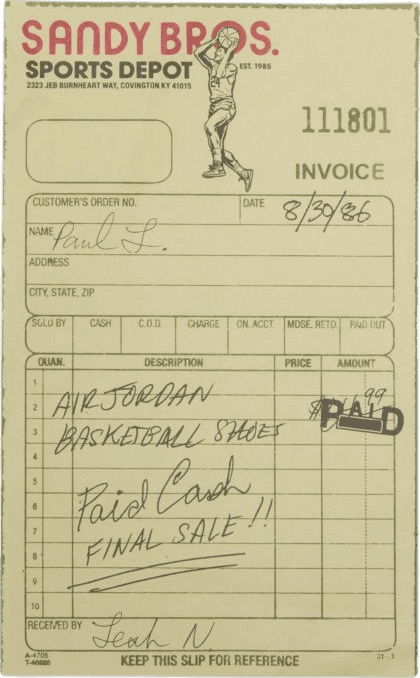 SANDY BROS.
SPORTS DEPOT
EST. 1985
2323 JEB BURNHEART WAY, COVINGTON KY 41015
111801
INVOICE
CUSTOMER'S ORDER NO.
DATE 8/30/86
NAME Paul L.
ADDRESS
CITY, STATE, ZIP
SOLD BY CASH C.O.D. CHARGE ON. ACCT. MDSE. RETD. PAID OUT
QUAN. DESCRIPTION PRICE AMOUNT
1
2 AIR JORDAN
PAID
3 BASKETBALL SHOES
4
5
6 Paid Cash
7 FINAL SALE!!
8
9
10
RECEIVED BY Leah N
A-4705
T-46826
KEEP THIS SLIP FOR REFERENCE